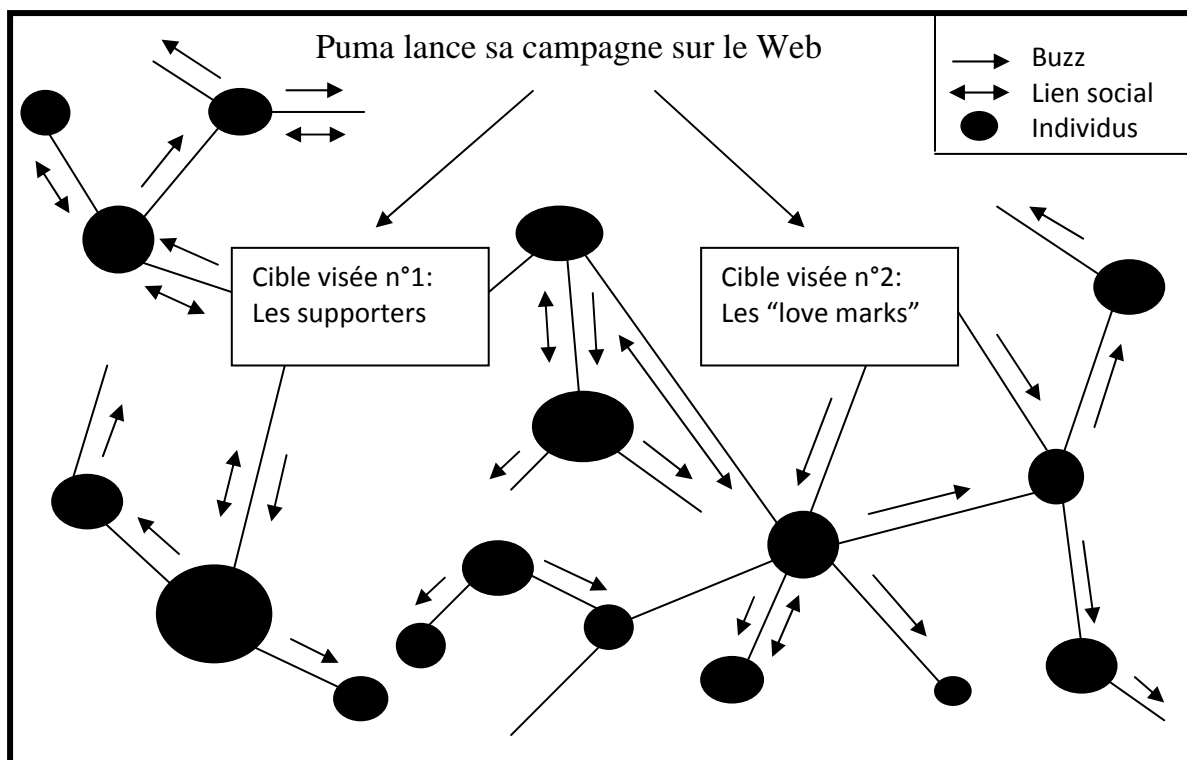 Puma lance sa campagne sur le Web
Buzz
Lien social
Individus
Cible visée n°1:
Les supporters
Cible visée n°2:
Les “love marks”